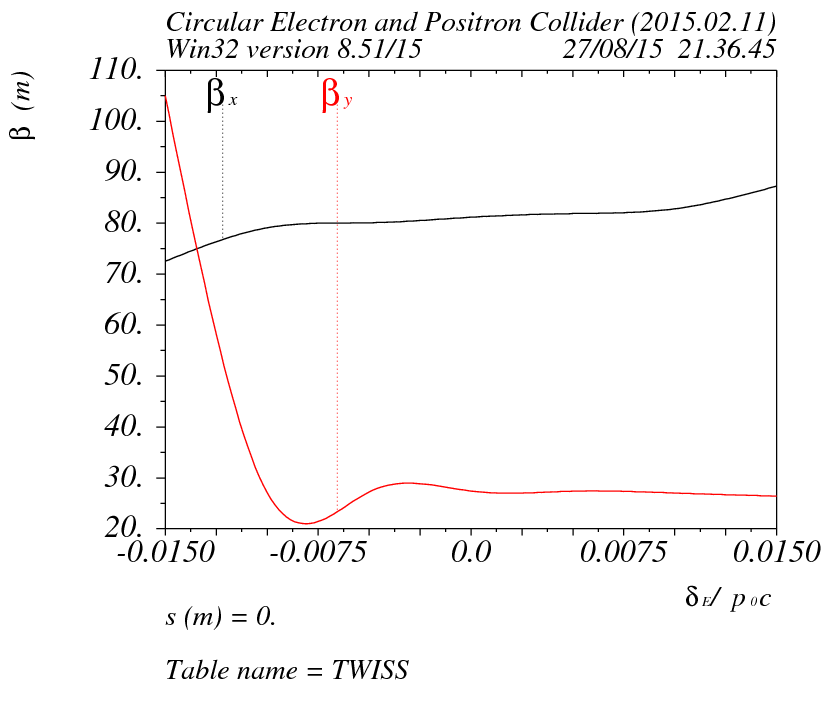 Circular Electron and Positron Collider (2015.02.11)
Win32 version 8.51/15 27/08/15 21.36.45
β (m)
110.
100.
90.
80.
70.
60.
50.
40.
30.
20.
βx
βy
-0.0150 -0.0075 0.0 0.0075 0.0150
δE/ p0c
s (m) = 0.
Table name = TWISS